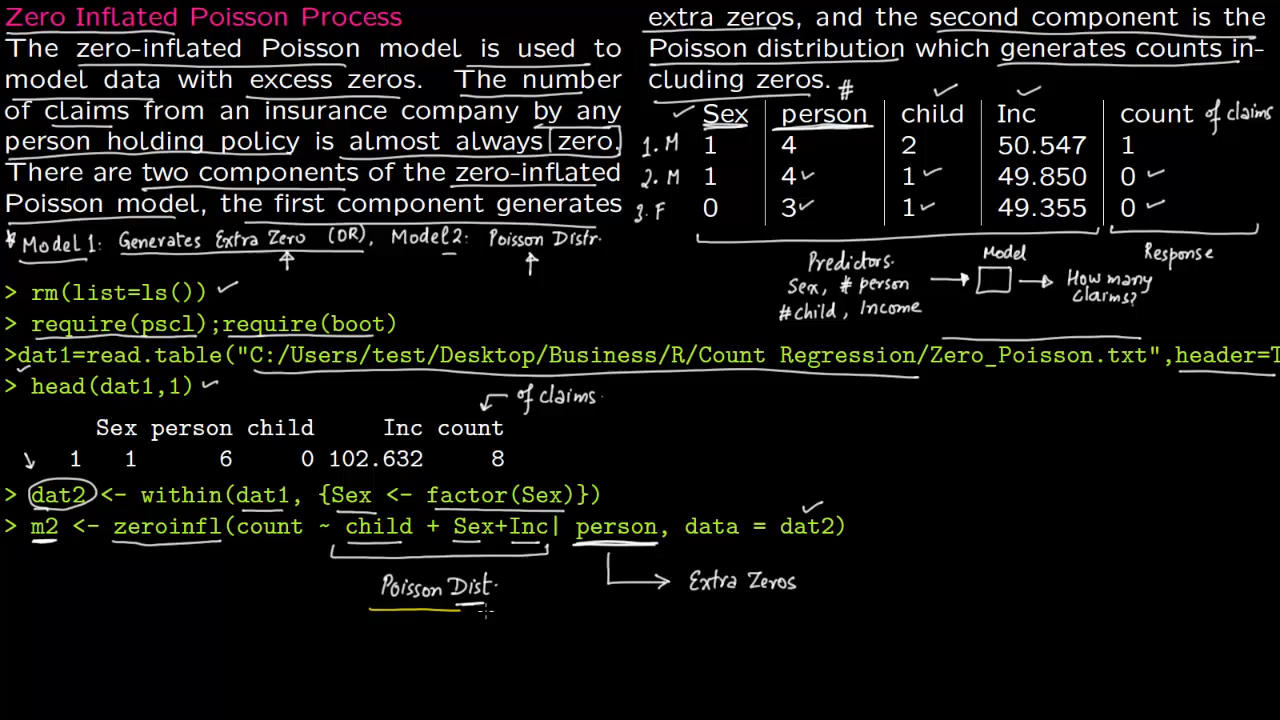 Zero Inflated Poisson Process
The zero-inflated Poisson model is used to
model data with excess zeros. The number
of claims from an insurance company by any
person holding policy is almost always zero.
There are two components of the zero-inflated
Poisson model, the first component generates
extra zeros, and the second component is the
Poisson distribution which generates counts in-
cluding zeros. #
Sex person child Inc count of claims
1. M 1 4 2 50.547 1
2. M 1 4 1 49.850 0
3. F 0 3 1 49.355 0
* Model 1: Generates Extra Zero (OR), Model 2: Poisson Distr.
Predictors
Sex, # person
#child, Income
Model
Response
How many
claims?
> rm(list=ls())
> require(pscl);require(boot)
>dat1=read.table("C:/Users/test/Desktop/Business/R/Count Regression/Zero_Poisson.txt",header=T
> head(dat1,1)
of claims.
Sex person child Inc count
1 1 6 0 102.632 8
> dat2 <- within(dat1, {Sex <- factor(Sex)})
> m2 <- zeroinfl(count ~ child + Sex+Inc| person, data = dat2)
Poisson Dist.
Extra Zeros